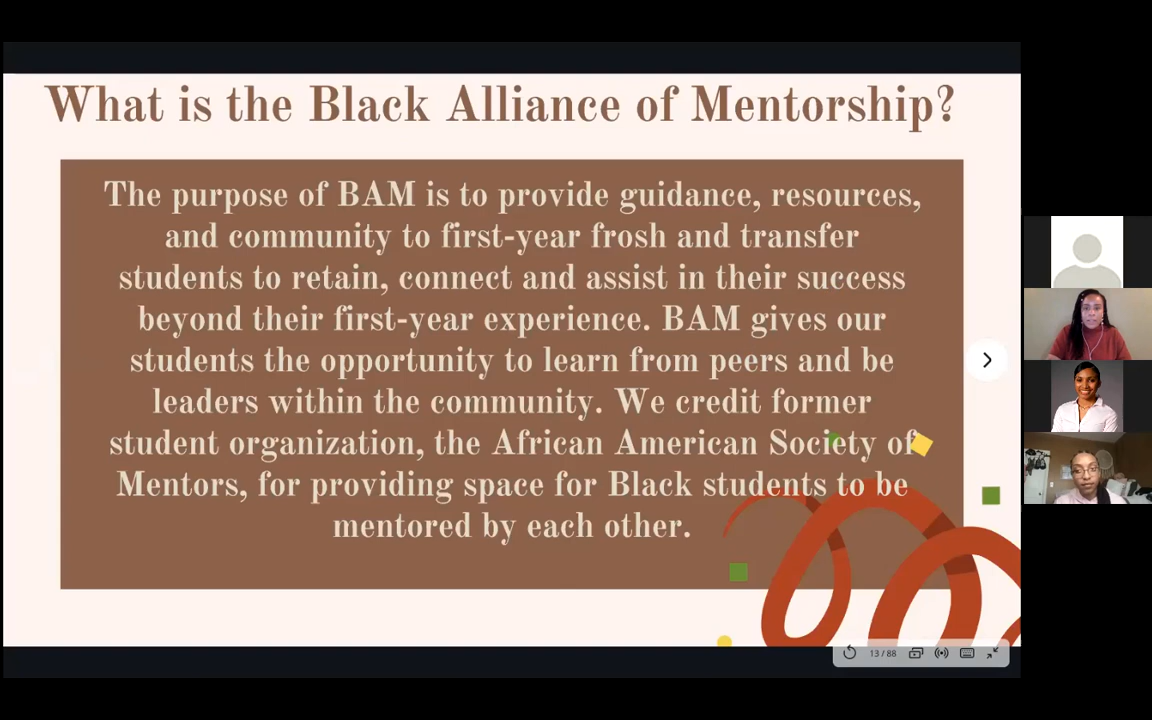 What is the Black Alliance of Mentorship?
The purpose of BAM is to provide guidance, resources,
and community to first-year frosh and transfer
students to retain, connect and assist in their success
beyond their first-year experience. BAM gives our
students the opportunity to learn from peers and be
leaders within the community. We credit former
student organization, the African American Society of
Mentors, for providing space for Black students to be
mentored by each other.
13 / 88